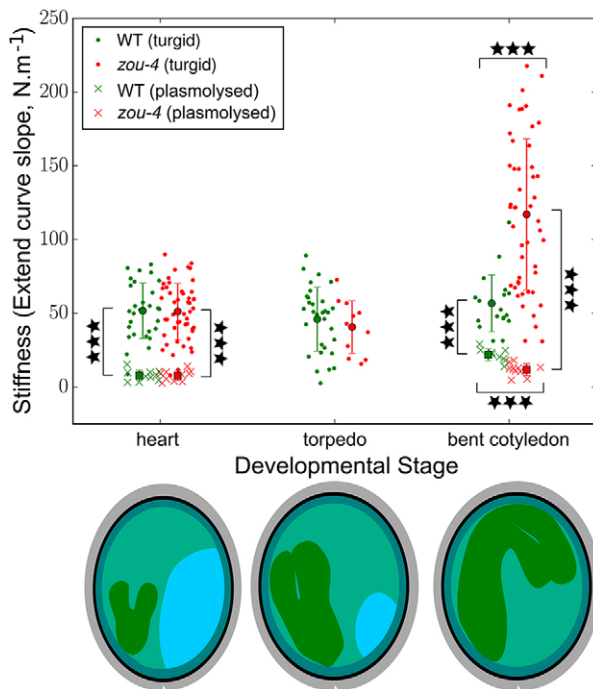 Stiffness (Extend curve slope, N.m⁻¹)
250
200
150
100
50
0
WT (turgid)
zou-4 (turgid)
WT (plasmolysed)
zou-4 (plasmolysed)
★★★
★★★
★★★
★★★
★★★
★★★
heart torpedo bent cotyledon
Developmental Stage